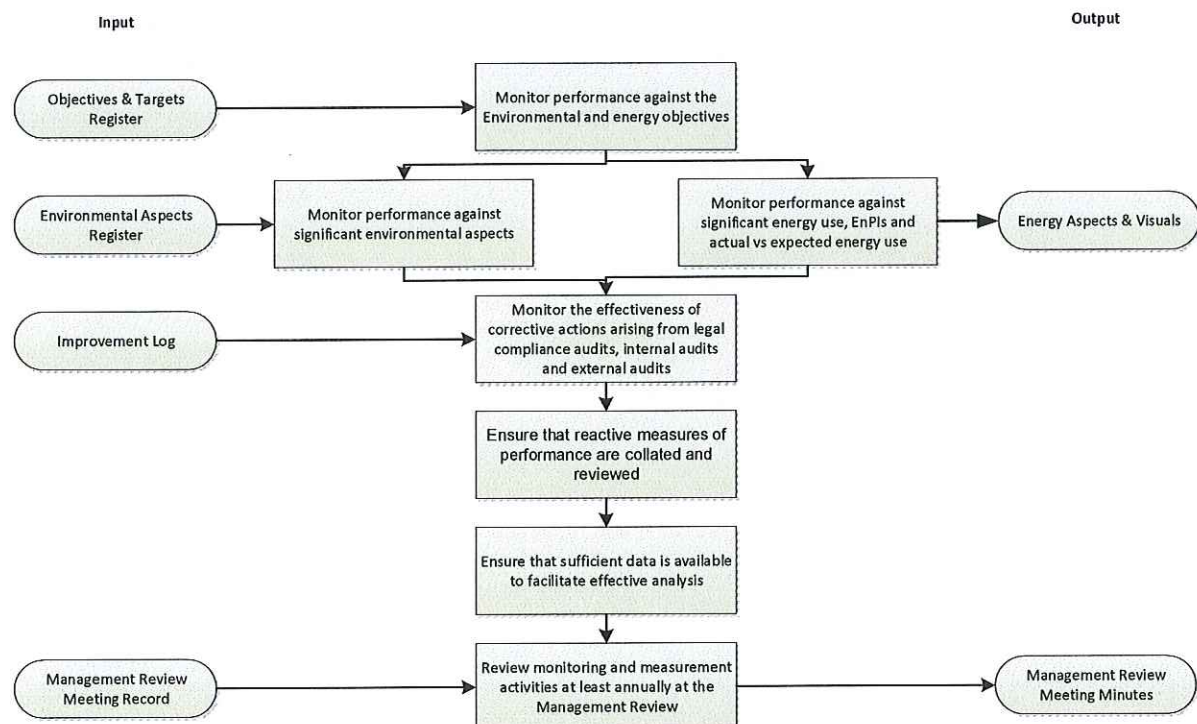 Input
Output
Objectives & Targets
Register
Monitor performance against the
Environmental and energy objectives
Environmental Aspects
Register
Monitor performance against
significant environmental aspects
Monitor performance against
significant energy use, EnPIs and
actual vs expected energy use
Energy Aspects & Visuals
Improvement Log
Monitor the effectiveness of
corrective actions arising from legal
compliance audits, internal audits
and external audits
Ensure that reactive measures of
performance are collated and
reviewed
Ensure that sufficient data is available
to facilitate effective analysis
Management Review
Meeting Record
Review monitoring and measurement
activities at least annually at the
Management Review
Management Review
Meeting Minutes